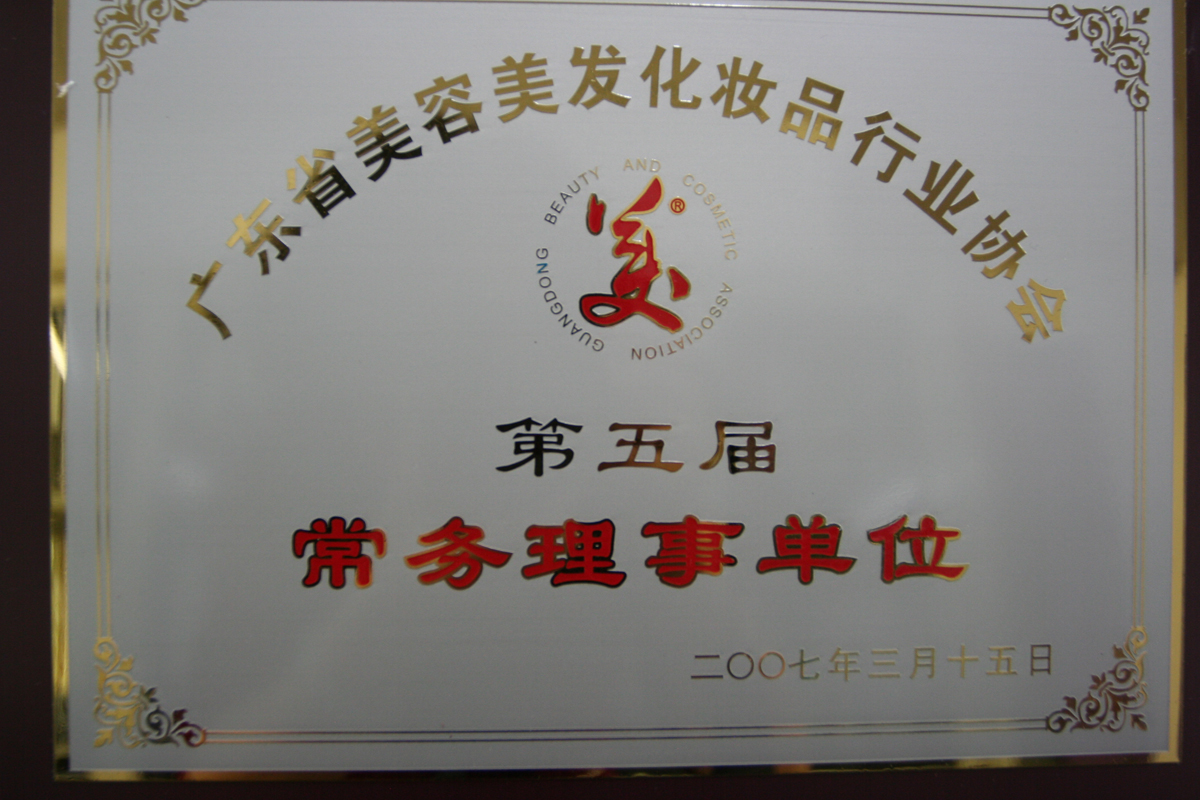 广东省美容美发化妆品行业协会
GUANGDONG BEAUTY AND COSMETIC ASSOCIATION
美®
第五届
常务理事单位
二〇〇七年三月十五日